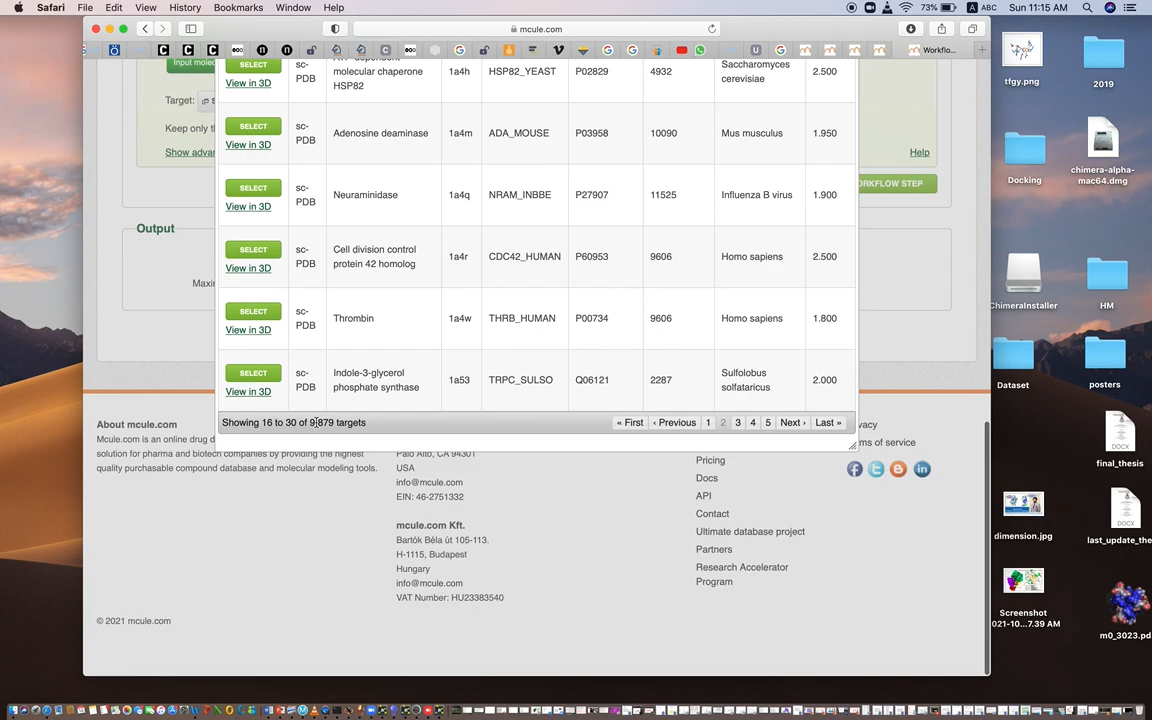 Safari File Edit View History Bookmarks Window Help
73% ABC Sun 11:15 AM
mcule.com
Workflo...
Input molec
Target:
Keep only th
Show advan
Help
WORKFLOW STEP
Output
Maxim
SELECT
View in 3D
sc-
PDB
molecular chaperone
HSP82
1a4h
HSP82_YEAST
P02829
4932
Saccharomyces
cerevisiae
2.500
SELECT
View in 3D
sc-
PDB
Adenosine deaminase
1a4m
ADA_MOUSE
P03958
10090
Mus musculus
1.950
SELECT
View in 3D
sc-
PDB
Neuraminidase
1a4q
NRAM_INBBE
P27907
11525
Influenza B virus
1.900
SELECT
View in 3D
sc-
PDB
Cell division control
protein 42 homolog
1a4r
CDC42_HUMAN
P60953
9606
Homo sapiens
2.500
SELECT
View in 3D
sc-
PDB
Thrombin
1a4w
THRB_HUMAN
P00734
9606
Homo sapiens
1.800
SELECT
View in 3D
sc-
PDB
Indole-3-glycerol
phosphate synthase
1a53
TRPC_SULSO
Q06121
2287
Sulfolobus
solfataricus
2.000
Showing 16 to 30 of 9,879 targets
« First ‹ Previous 1 2 3 4 5 Next › Last »
About mcule.com
Mcule.com is an online drug d
solution for pharma and biotech companies by providing the highest
quality purchasable compound database and molecular modeling tools.
Palo Alto, CA 94301
USA
info@mcule.com
EIN: 46-2751332
mcule.com Kft.
Bartók Béla út 105-113.
H-1115, Budapest
Hungary
info@mcule.com
VAT Number: HU23383540
Pricing
Docs
API
Contact
Ultimate database project
Partners
Research Accelerator
Program
vacy
ms of service
© 2021 mcule.com
tfgy.png
2019
Docking
chimera-alpha-
mac64.dmg
ChimeraInstaller
HM
Dataset
posters
final_thesis
dimension.jpg
last_update_the
Screenshot
021-10...7.39 AM
m0_3023.pd